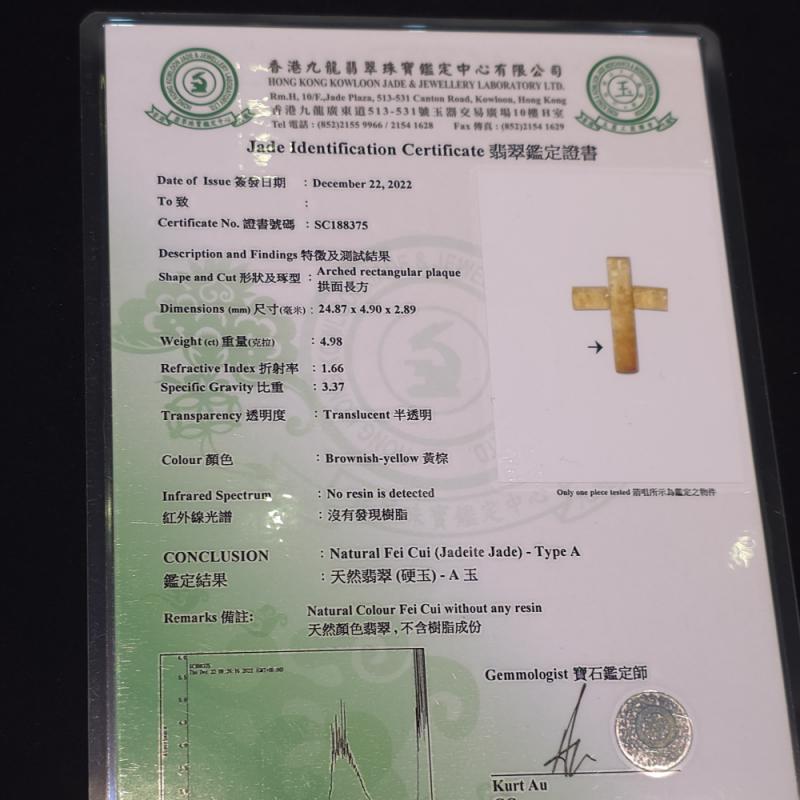 香港九龍翡翠珠寶鑑定中心有限公司
HONG KONG KOWLOON JADE & JEWELLERY LABORATORY LTD.
Rm.H, 10/F.,Jade Plaza, 513-531 Canton Road, Kowloon, Hong Kong
香港九龍廣東道513-531號玉器交易廣場10樓H室
Tel 電話 : (852)2155 9966 / 2154 1628 Fax 傳真 : (852)2154 1629
Jade Identification Certificate 翡翠鑑定證書
Date of Issue 簽發日期 : December 22, 2022
To 致 :
Certificate No. 證書號碼 : SC188375
Description and Findings 特徵及測試結果
Shape and Cut 形狀及琢型 : Arched rectangular plaque
拱面長方
Dimensions (mm) 尺寸(毫米) : 24.87 x 4.90 x 2.89
Weight (ct) 重量(克拉) : 4.98
Refractive Index 折射率 : 1.66
Specific Gravity 比重 : 3.37
Transparency 透明度 : Translucent 半透明
Colour 顏色 : Brownish-yellow 黃棕
Only one piece tested 箭咀所示為鑑定之物件
Infrared Spectrum : No resin is detected
紅外線光譜 : 沒有發現樹脂
CONCLUSION : Natural Fei Cui (Jadeite Jade) - Type A
鑑定結果 : 天然翡翠 (硬玉) - A 玉
Remarks 備註: Natural Colour Fei Cui without any resin
天然顏色翡翠 , 不含樹脂成份
Gemmologist 寶石鑑定師
Kurt Au